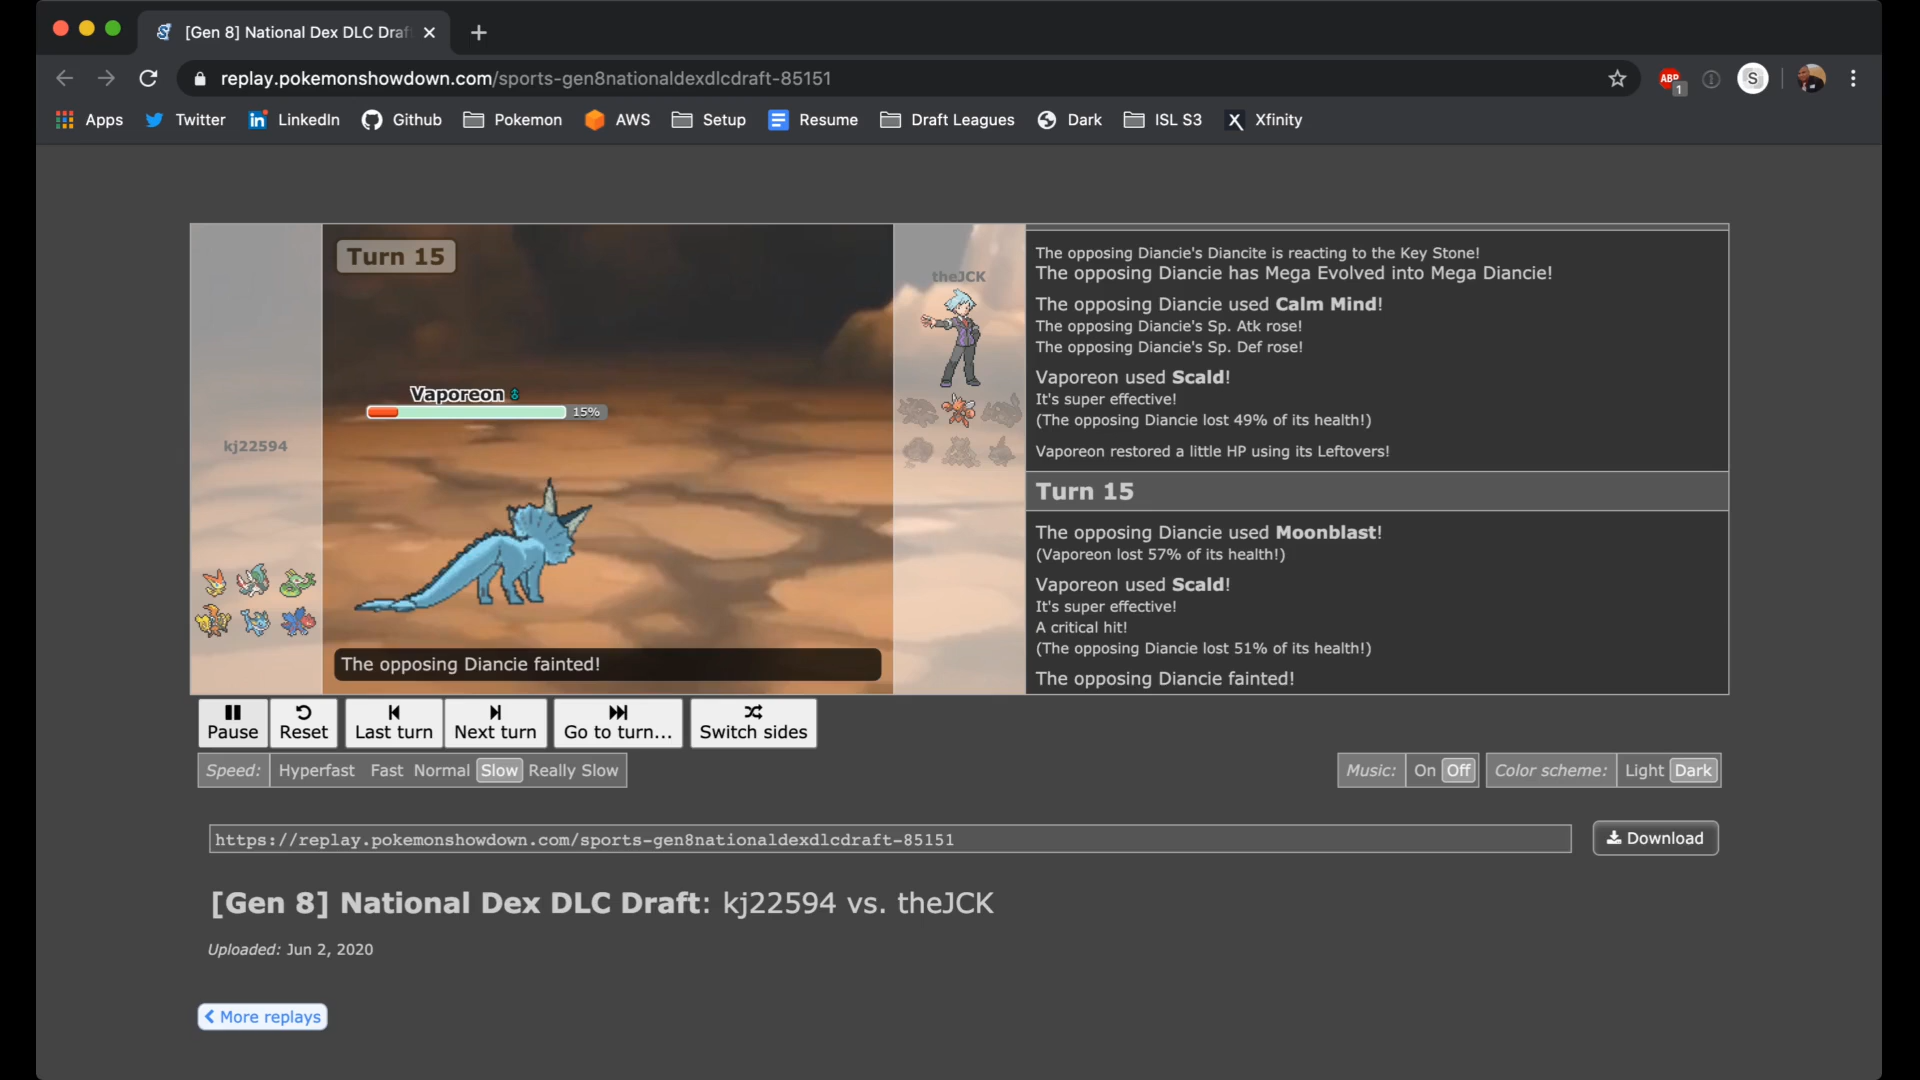 [Gen 8] National Dex DLC Draf
replay.pokemonshowdown.com/sports-gen8nationaldexdlcdraft-85151
ABP
1
S
Apps
Twitter
LinkedIn
Github
Pokemon
AWS
Setup
Resume
Draft Leagues
Dark
ISL S3
Xfinity
Turn 15
Vaporeon
15%
kj22594
The opposing Diancie fainted!
theJCK
The opposing Diancie's Diancite is reacting to the Key Stone!
The opposing Diancie has Mega Evolved into Mega Diancie!
The opposing Diancie used Calm Mind!
The opposing Diancie's Sp. Atk rose!
The opposing Diancie's Sp. Def rose!
Vaporeon used Scald!
It's super effective!
(The opposing Diancie lost 49% of its health!)
Vaporeon restored a little HP using its Leftovers!
Turn 15
The opposing Diancie used Moonblast!
(Vaporeon lost 57% of its health!)
Vaporeon used Scald!
It's super effective!
A critical hit!
(The opposing Diancie lost 51% of its health!)
The opposing Diancie fainted!
Pause
Reset
Last turn
Next turn
Go to turn...
Switch sides
Speed: Hyperfast Fast Normal Slow Really Slow
Music: On Off
Color scheme: Light Dark
https://replay.pokemonshowdown.com/sports-gen8nationaldexdlcdraft-85151
Download
[Gen 8] National Dex DLC Draft: kj22594 vs. theJCK
Uploaded: Jun 2, 2020
More replays